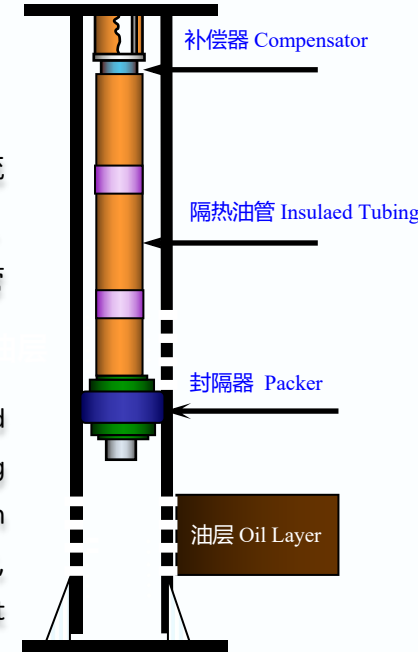 补偿器 Compensator
隔热油管 Insulaed Tubing
封隔器 Packer
油层 Oil Layer